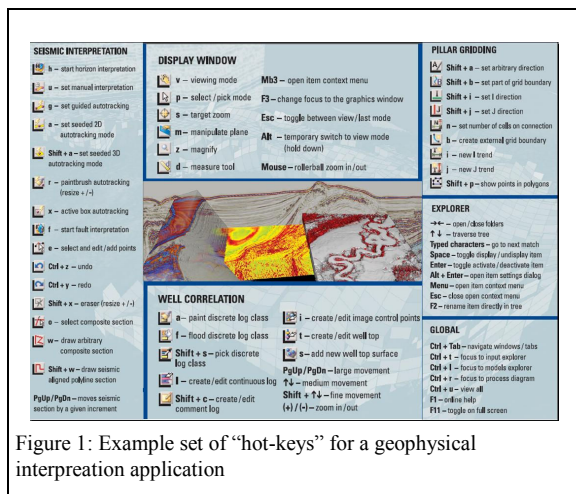 SEISMIC INTERPRETATION
h – start horizon interpretation
u – set manual interpretation
g – set guided autotracking
a – set seeded 2D
autotracking mode
Shift + a – set seeded 3D
autotracking mode
r – paintbrush autotracking
(resize + /-)
x – active box autotracking
f – start fault interpretation
e – select and edit /add points
Ctrl + z – undo
Ctrl + y – redo
Shift + x – eraser (resize + /-)
o – select composite section
w – draw arbitrary
composite section
Shift + w – draw seismic
aligned polyline section
PgUp/PgDn – moves seismic
section by a given increment
DISPLAY WINDOW
v – viewing mode
p – select / pick mode
s – target zoom
m – manipulate plane
z – magnify
d – measure tool
Mb3 – open item context menu
F3 – change focus to the graphics window
Esc – toggle between view / last mode
Alt – temporary switch to view mode
(hold down)
Mouse – rollerball zoom in / out
WELL CORRELATION
a – paint discrete log class
f – flood discrete log class
Shift + s – pick discrete
log class
l – create / edit continuous log
Shift + c – create / edit
comment log
i – create / edit image control points
t – create / edit well top
s – add new well top surface
PgUp/PgDn – large movement
↑↓ – medium movement
Shift + ↑↓ – fine movement
(+) / (-) – zoom in / out
PILLAR GRIDDING
Shift + a – set arbitrary direction
Shift + b – set part of grid boundary
Shift + i – set I direction
Shift + j – set J direction
n – set number of cells on connection
b – create external grid boundary
i – new I trend
j – new J trend
Shift + p – show points in polygons
EXPLORER
→← – open / close folders
↑ ↓ – traverse tree
Typed characters – go to next match
Space – toggle display / undisplay item
Enter – toggle activate / deactivate item
Alt + Enter – open item settings dialog
Menu – open item context menu
Esc – close open context menu
F2 – rename item directly in tree
GLOBAL
Ctrl + Tab – navigate windows / tabs
Ctrl + t – focus to input explorer
Ctrl + l – focus to models explorer
Ctrl + r – focus to process diagram
Ctrl + u – view all
F1 – online help
F11 – toggle on full screen
Figure 1: Example set of “hot-keys” for a geophysical
interpreation application